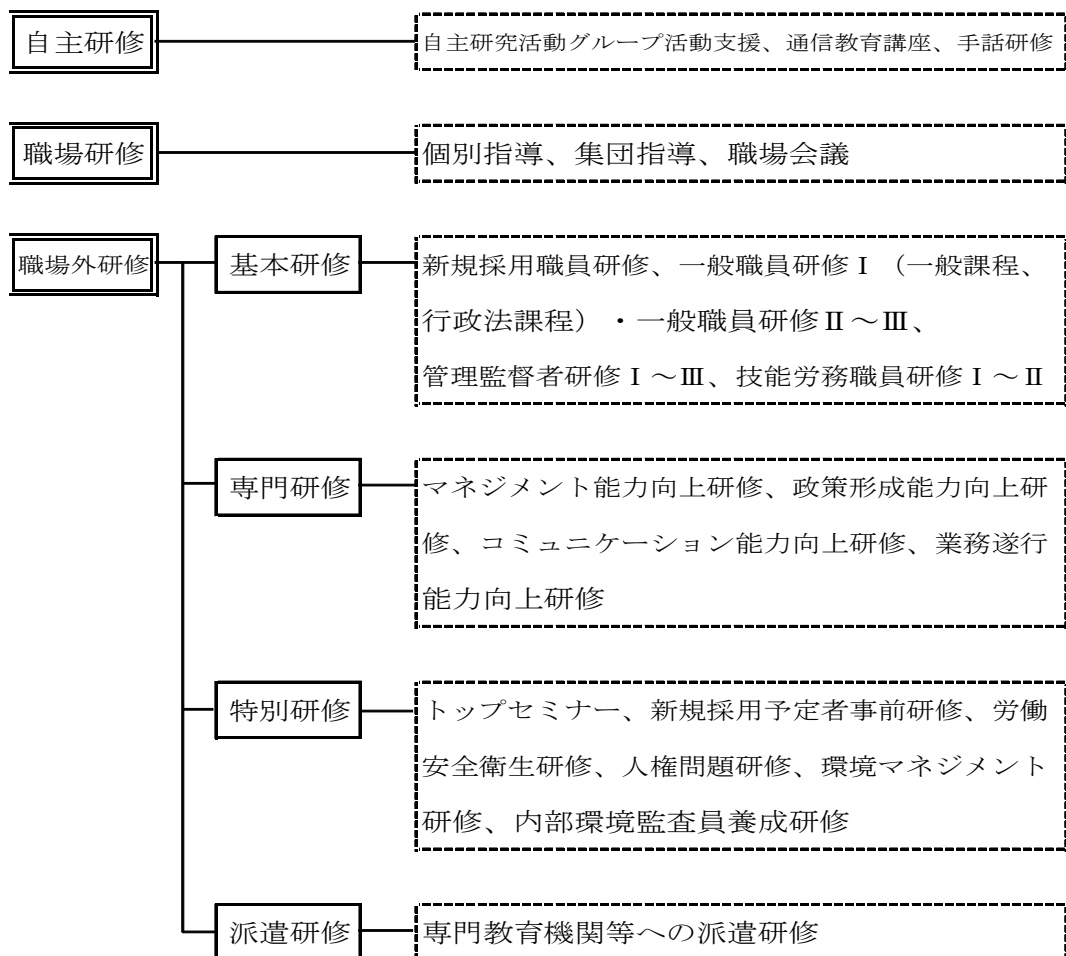 自主研修
自主研究活動グループ活動支援、通信教育講座、手話研修
職場研修
個別指導、集団指導、職場会議
職場外研修
基本研修
新規採用職員研修、一般職員研修Ⅰ（一般課程、
行政法課程）・一般職員研修Ⅱ～Ⅲ、
管理監督者研修Ⅰ～Ⅲ、技能労務職員研修Ⅰ～Ⅱ
専門研修
マネジメント能力向上研修、政策形成能力向上研
修、コミュニケーション能力向上研修、業務遂行
能力向上研修
特別研修
トップセミナー、新規採用予定者事前研修、労働
安全衛生研修、人権問題研修、環境マネジメント
研修、内部環境監査員養成研修
派遣研修
専門教育機関等への派遣研修